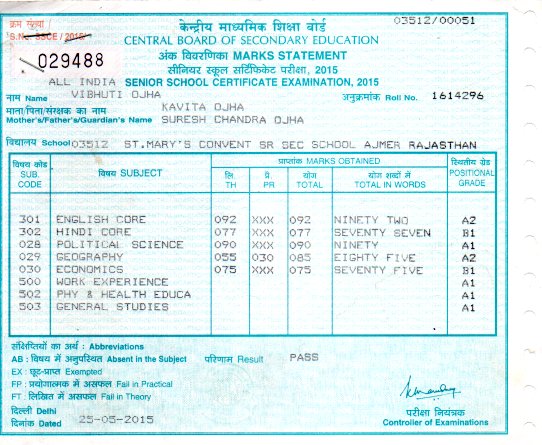 क्रम संख्या
S.N. SSCE / 2015
029488
03512/00051
केन्द्रीय माध्यमिक शिक्षा बोर्ड
CENTRAL BOARD OF SECONDARY EDUCATION
अंक विवरणिका MARKS STATEMENT
सीनियर स्कूल सर्टिफिकेट परीक्षा, 2015
ALL INDIA SENIOR SCHOOL CERTIFICATE EXAMINATION, 2015
नाम Name VIBHUTI OJHA अनुक्रमांक Roll No. 1614296
माता/पिता/संरक्षक का नाम KAVITA OJHA
Mother's/Father's/Guardian's Name SURESH CHANDRA OJHA
विद्यालय School 03512 ST.MARY'S CONVENT SR SEC SCHOOL AJMER RAJASTHAN
विषय कोड SUB. CODE विषय SUBJECT प्राप्तांक MARKS OBTAINED स्थितीय ग्रेड POSITIONAL GRADE
लि. TH प्रै. PR योग TOTAL योग शब्दों में TOTAL IN WORDS
301 ENGLISH CORE 092 XXX 092 NINETY TWO A2
302 HINDI CORE 077 XXX 077 SEVENTY SEVEN B1
028 POLITICAL SCIENCE 090 XXX 090 NINETY A1
029 GEOGRAPHY 055 030 085 EIGHTY FIVE A2
030 ECONOMICS 075 XXX 075 SEVENTY FIVE B1
500 WORK EXPERIENCE A1
502 PHY & HEALTH EDUCA A1
503 GENERAL STUDIES A1
संक्षिप्तियों का अर्थ : Abbreviations
AB : विषय में अनुपस्थित Absent in the Subject परिणाम Result PASS
EX : छूट-प्राप्त Exempted
FP : प्रयोगात्मक में असफल Fail in Practical
FT : लिखित में असफल Fail in Theory
दिल्ली Delhi
दिनांक Dated 25-05-2015
परीक्षा नियंत्रक
Controller of Examinations